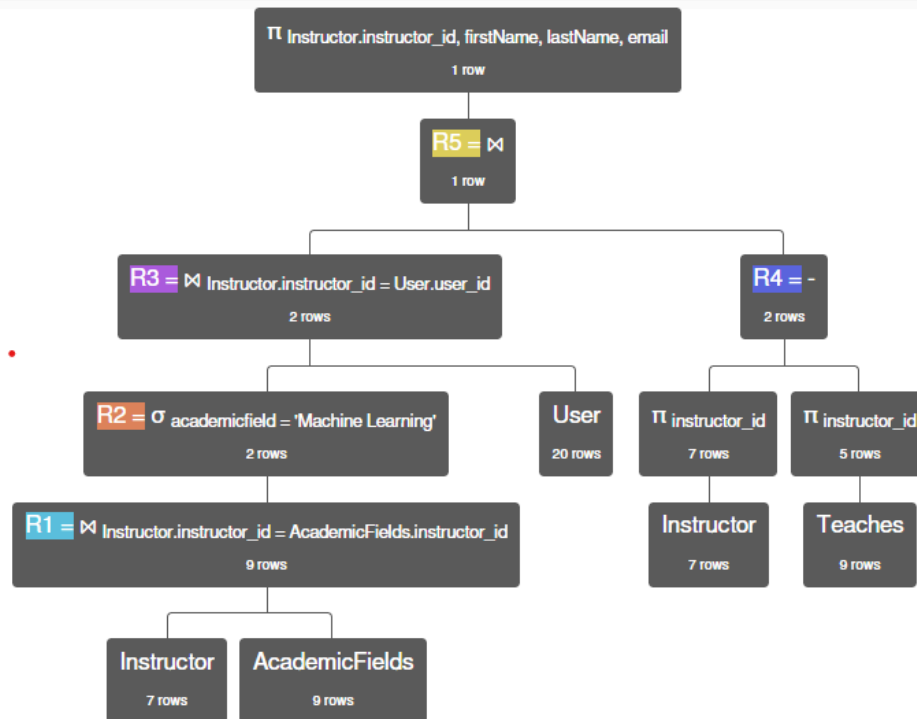 π Instructor.instructor_id, firstName, lastName, email
1 row
R5 = ⋈
1 row
R3 = ⋈ Instructor.instructor_id = User.user_id
2 rows
R4 = -
2 rows
R2 = σ academicfield = 'Machine Learning'
2 rows
User
20 rows
π instructor_id
7 rows
π instructor_id
5 rows
R1 = ⋈ Instructor.instructor_id = AcademicFields.instructor_id
9 rows
Instructor
7 rows
Teaches
9 rows
Instructor
7 rows
AcademicFields
9 rows